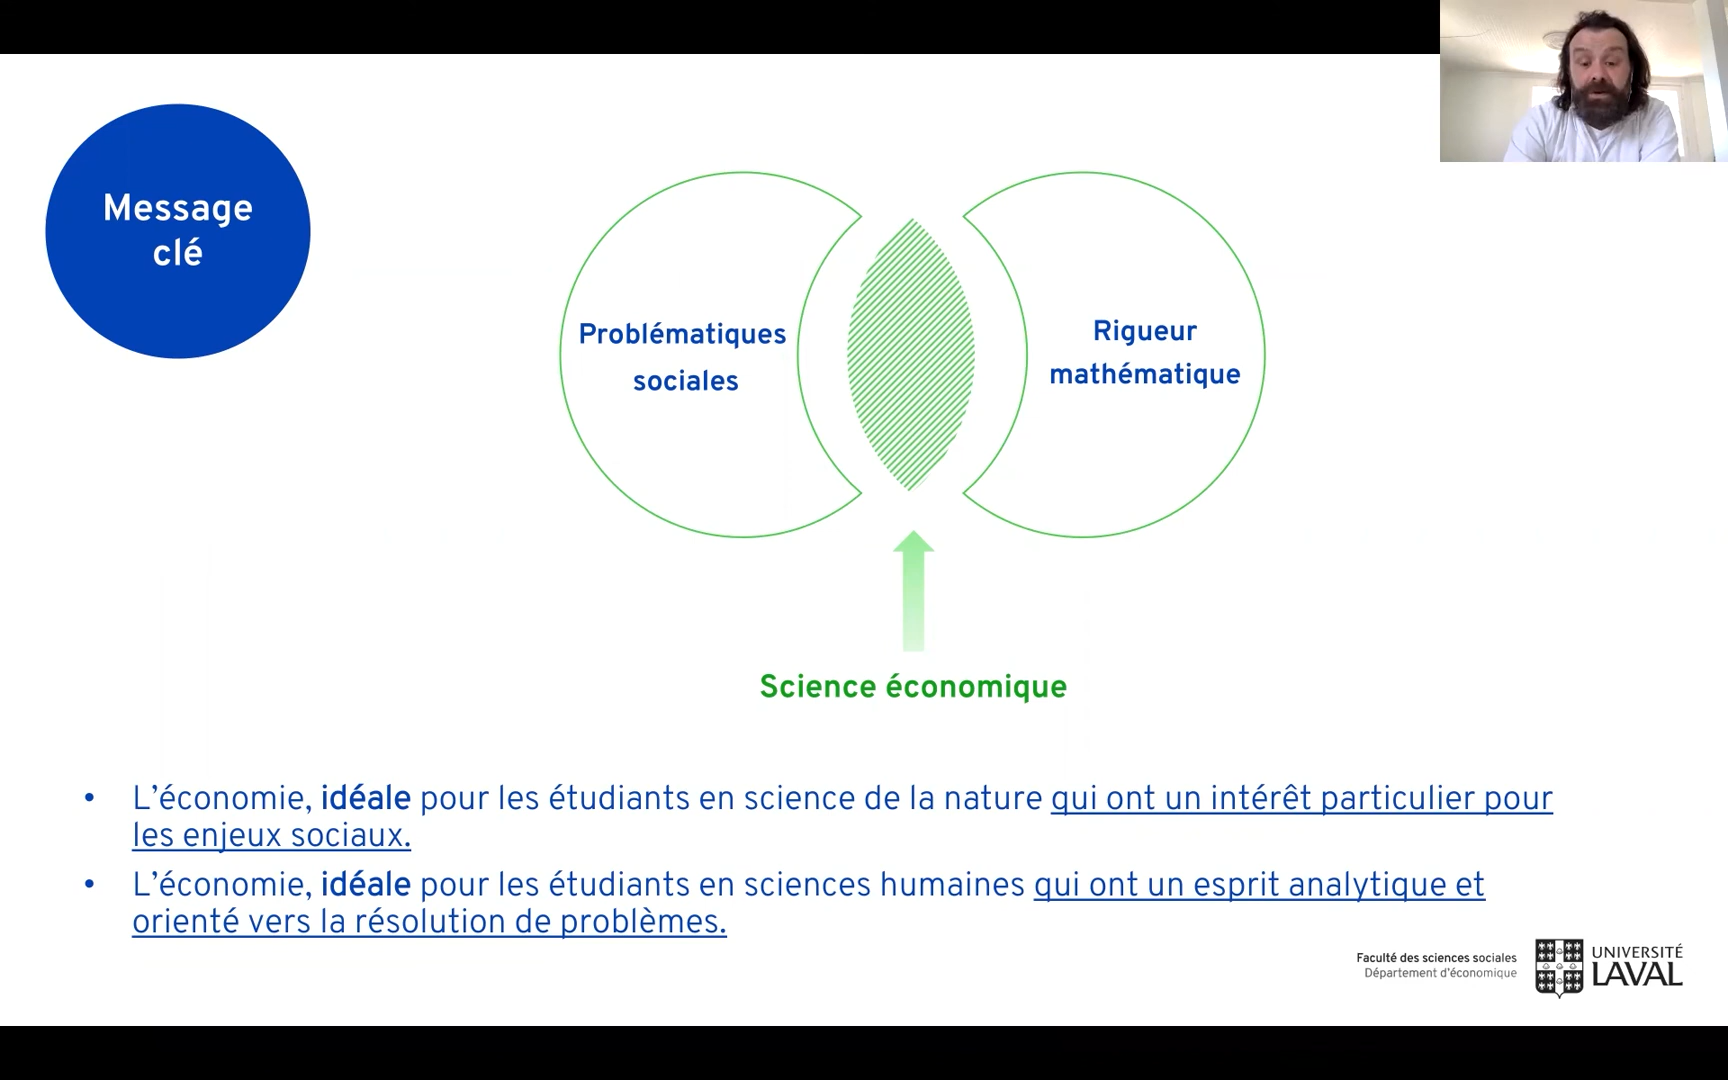 Message
clé
Problématiques
sociales
Rigueur
mathématique
Science économique
• L'économie, idéale pour les étudiants en science de la nature qui ont un intérêt particulier pour
les enjeux sociaux.
• L'économie, idéale pour les étudiants en sciences humaines qui ont un esprit analytique et
orienté vers la résolution de problèmes.
Faculté des sciences sociales
Département d'économique
UNIVERSITÉ
LAVAL